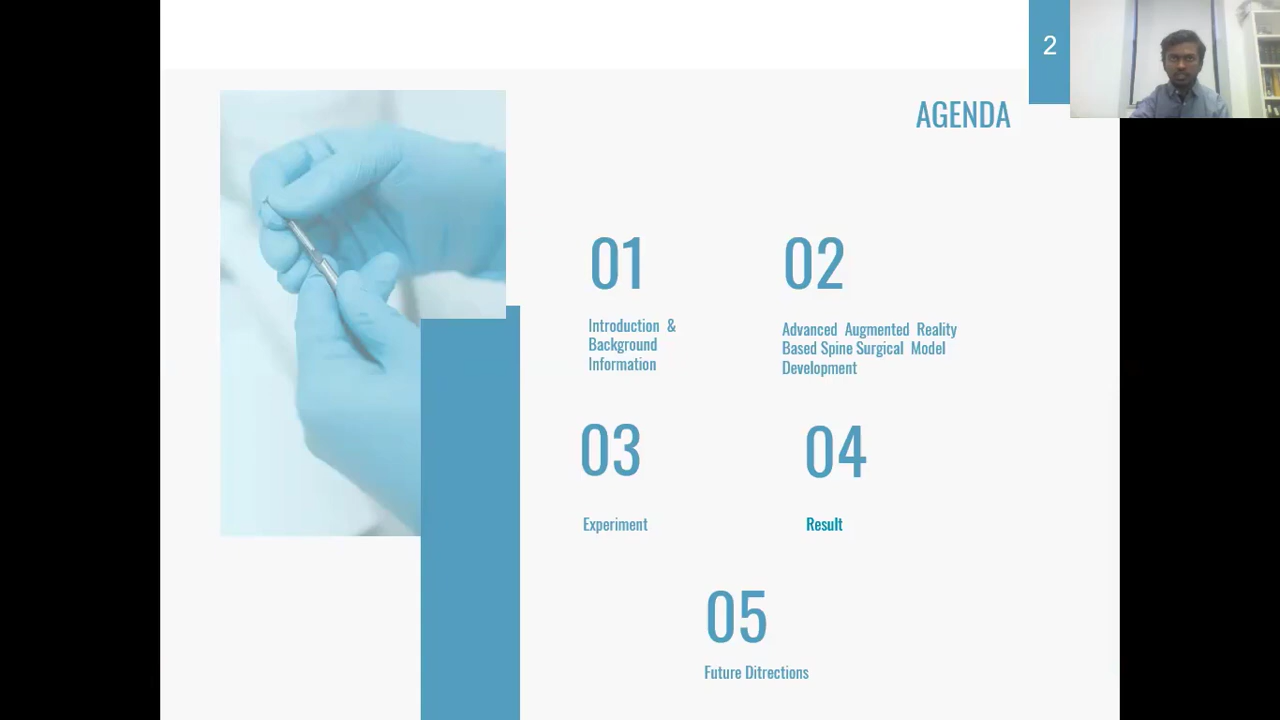 2
AGENDA
01
Introduction & 
Background
Information
02
Advanced Augmented Reality
Based Spine Surgical Model
Development
03
Experiment
04
Result
05
Future Ditrections